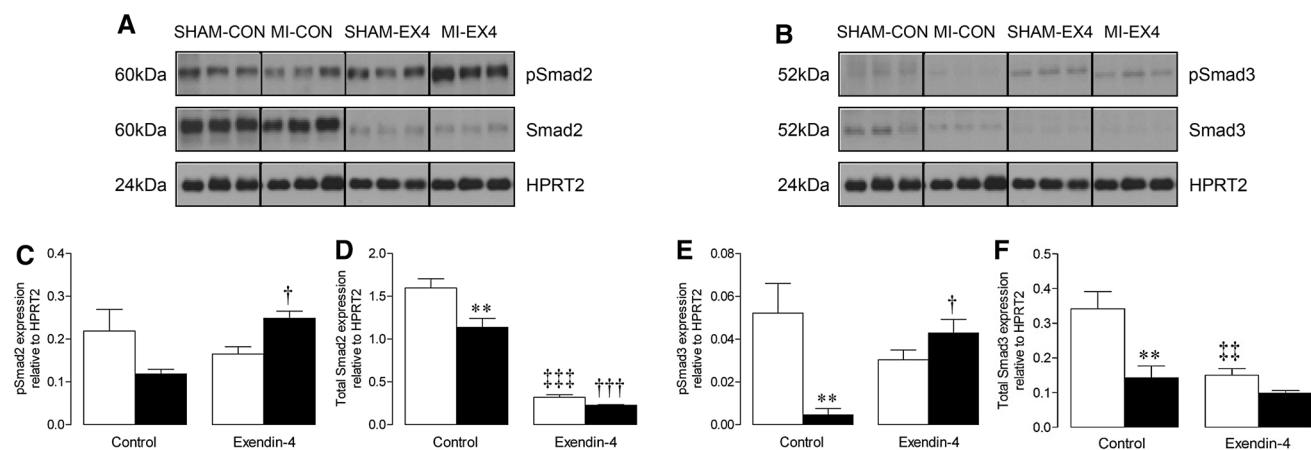 A
SHAM-CON MI-CON SHAM-EX4 MI-EX4
60kDa pSmad2
60kDa Smad2
24kDa HPRT2
B
SHAM-CON MI-CON SHAM-EX4 MI-EX4
52kDa pSmad3
52kDa Smad3
24kDa HPRT2
C
pSmad2 expression
relative to HPRT2
0.4
0.3
0.2
0.1
0.0
†
Control Exendin-4
D
Total Smad2 expression
relative to HPRT2
2.0
1.5
1.0
0.5
0.0
**
‡‡‡
‡‡‡
†††
Control Exendin-4
E
pSmad3 expression
relative to HPRT2
0.08
0.06
0.04
0.02
0.00
**
†
Control Exendin-4
F
Total Smad3 expression
relative to HPRT2
0.5
0.4
0.3
0.2
0.1
0.0
**
‡‡
‡‡
Control Exendin-4